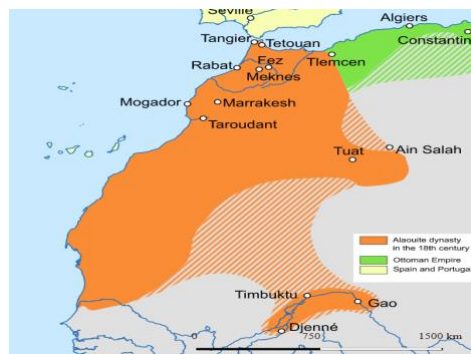 Seville
Algiers
Tangier
Tetouan
Constantin
Rabat
Fez
Tlemcen
Meknes
Mogador
Marrakesh
Taroudant
Tuat
Ain Salah
Alaouite dynasty
in the 18th century
Ottoman Empire
Spain and Portuga
Timbuktu
Gao
Djenné
0 750 1500 km